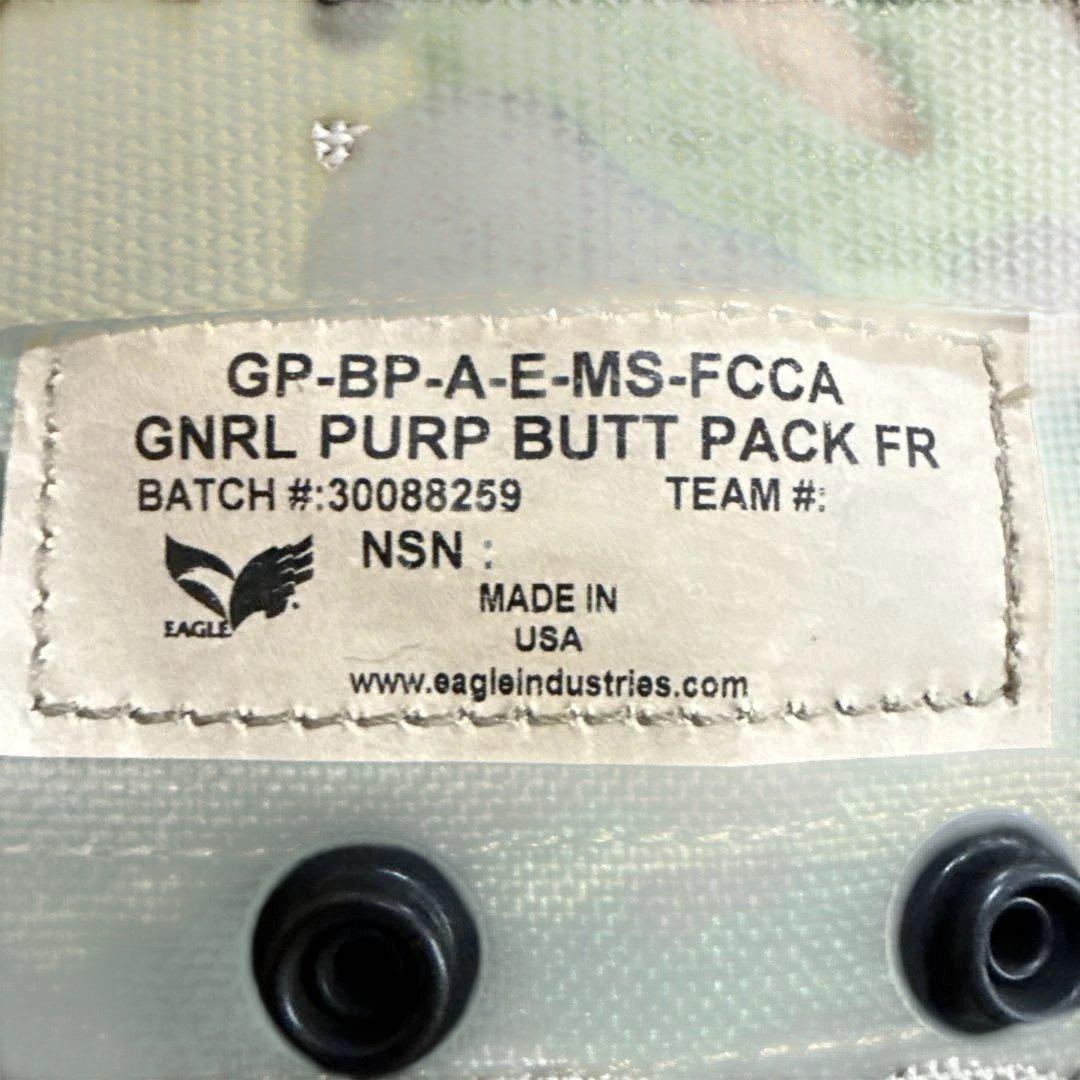 GP-BP-A-E-MS-FCCA
GNRL PURP BUTT PACK FR
BATCH #:30088259 TEAM #:
NSN :
EAGLE
MADE IN
USA
www.eagleindustries.com